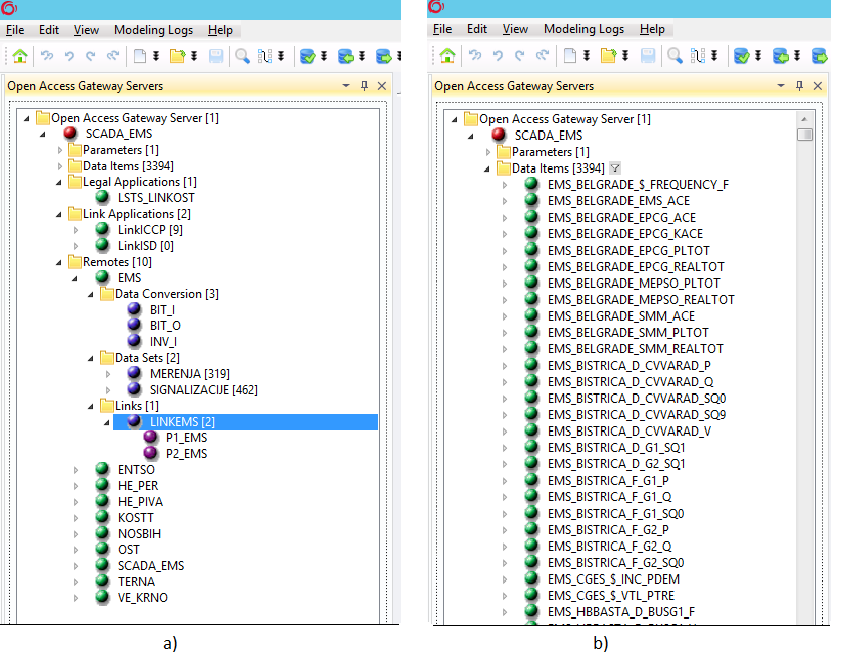 File Edit View Modeling Logs Help
Open Access Gateway Servers
Open Access Gateway Server [1]
SCADA_EMS
Parameters [1]
Data Items [3394]
Legal Applications [1]
LSTS_LINKOST
Link Applications [2]
LinkICCP [9]
LinkISD [0]
Remotes [10]
EMS
Data Conversion [3]
BIT_I
BIT_O
INV_I
Data Sets [2]
MERENJA [319]
SIGNALIZACIJE [462]
Links [1]
LINKEMS [2]
P1_EMS
P2_EMS
ENTSO
HE_PER
HE_PIVA
KOSTT
NOSBIH
OST
SCADA_EMS
TERNA
VE_KRNO
a)
File Edit View Modeling Logs Help
Open Access Gateway Servers
Open Access Gateway Server [1]
SCADA_EMS
Parameters [1]
Data Items [3394]
EMS_BELGRADE_$_FREQUENCY_F
EMS_BELGRADE_EMS_ACE
EMS_BELGRADE_EPCG_ACE
EMS_BELGRADE_EPCG_KACE
EMS_BELGRADE_EPCG_PLTOT
EMS_BELGRADE_EPCG_REALTOT
EMS_BELGRADE_MEPSO_PLTOT
EMS_BELGRADE_MEPSO_REALTOT
EMS_BELGRADE_SMM_ACE
EMS_BELGRADE_SMM_PLTOT
EMS_BELGRADE_SMM_REALTOT
EMS_BISTRICA_D_CVVARAD_P
EMS_BISTRICA_D_CVVARAD_Q
EMS_BISTRICA_D_CVVARAD_SQ0
EMS_BISTRICA_D_CVVARAD_SQ9
EMS_BISTRICA_D_CVVARAD_V
EMS_BISTRICA_D_G1_SQ1
EMS_BISTRICA_D_G2_SQ1
EMS_BISTRICA_F_G1_P
EMS_BISTRICA_F_G1_Q
EMS_BISTRICA_F_G1_SQ0
EMS_BISTRICA_F_G2_P
EMS_BISTRICA_F_G2_Q
EMS_BISTRICA_F_G2_SQ0
EMS_CGES_$_INC_PDEM
EMS_CGES_$_VTL_PTRE
EMS_HBBASTA_D_BUSG1_F
b)